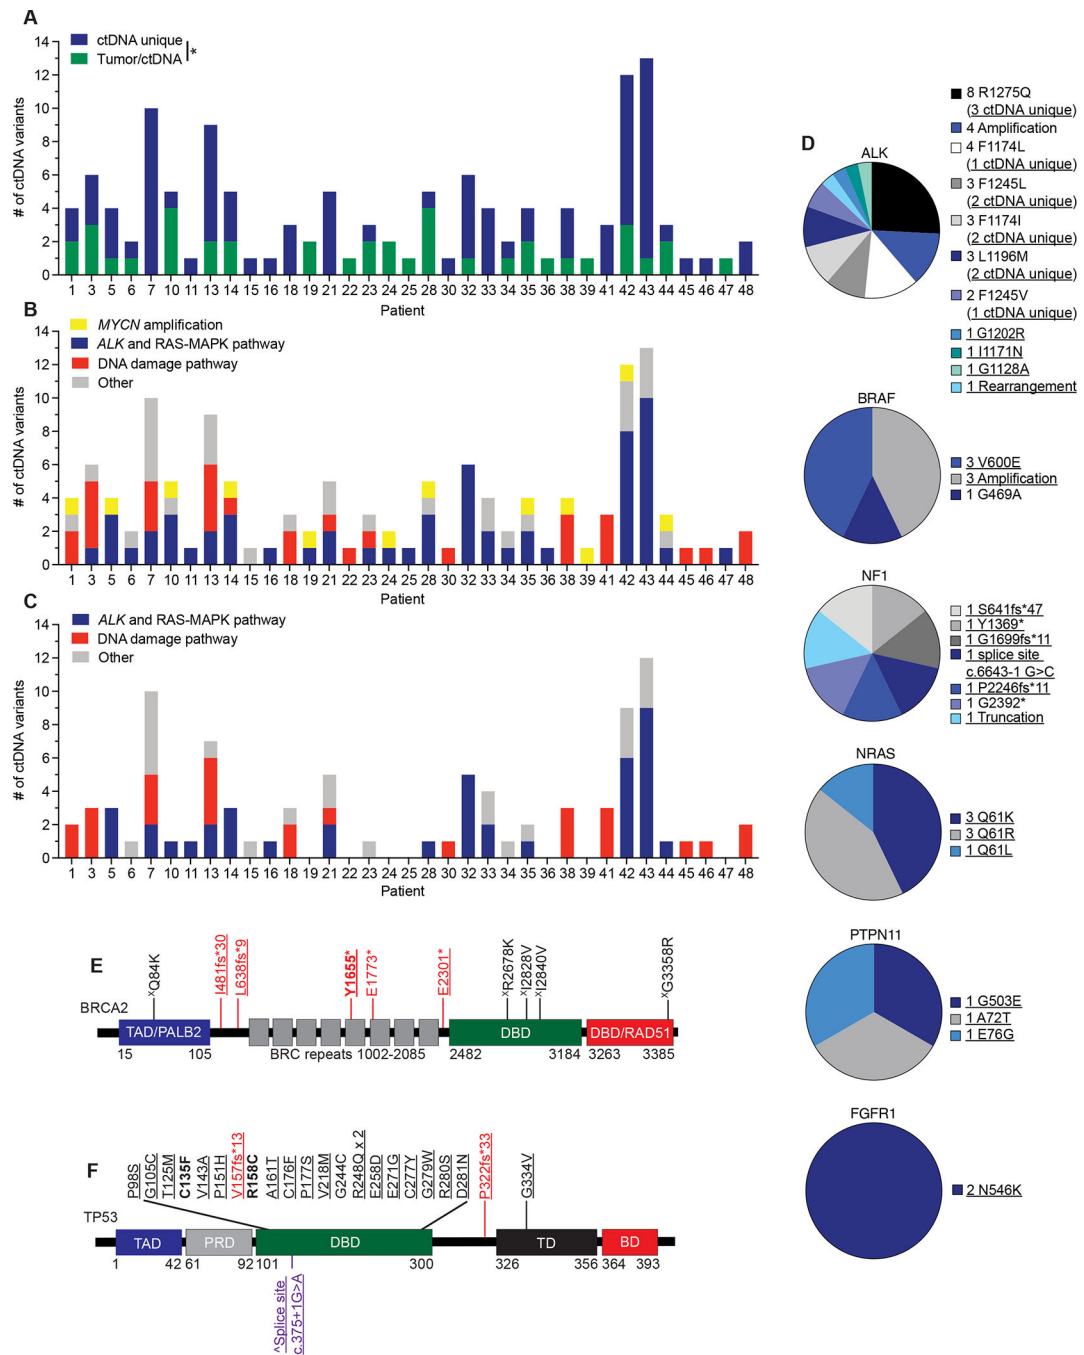 A
14
12
10
8
6
4
2
0
# of ctDNA variants
ctDNA unique
Tumor/ctDNA
*
1 3 5 6 7 10 11 13 14 15 16 18 19 21 22 23 24 25 28 30 32 33 34 35 36 38 39 41 42 43 44 45 46 47 48
Patient
B
MYCN amplification
ALK and RAS-MAPK pathway
DNA damage pathway
Other
14
12
10
8
6
4
2
0
# of ctDNA variants
1 3 5 6 7 10 11 13 14 15 16 18 19 21 22 23 24 25 28 30 32 33 34 35 36 38 39 41 42 43 44 45 46 47 48
Patient
C
ALK and RAS-MAPK pathway
DNA damage pathway
Other
14
12
10
8
6
4
2
0
# of ctDNA variants
1 3 5 6 7 10 11 13 14 15 16 18 19 21 22 23 24 25 28 30 32 33 34 35 36 38 39 41 42 43 44 45 46 47 48
Patient
D
ALK
8 R1275Q
(3 ctDNA unique)
4 Amplification
4 F1174L
(1 ctDNA unique)
3 F1245L
(2 ctDNA unique)
3 F1174I
(2 ctDNA unique)
3 L1196M
(2 ctDNA unique)
2 F1245V
(1 ctDNA unique)
1 G1202R
1 I1171N
1 G1128A
1 Rearrangement
BRAF
3 V600E
3 Amplification
1 G469A
NF1
1 S641fs*47
1 Y1369*
1 G1699fs*11
1 splice site
c.6643-1 G>C
1 P2246fs*11
1 G2392*
1 Truncation
NRAS
3 Q61K
3 Q61R
1 Q61L
PTPN11
1 G503E
1 A72T
1 E76G
FGFR1
2 N546K
E
BRCA2
xQ84K
I481fs*30
L638fs*9
Y1655*
E1773*
E2301*
xR2678K
xI2828V
xI2840V
xG3358R
TAD/PALB2
DBD
DBD/RAD51
15 105 BRC repeats 1002-2085 2482 3184 3263 3385
F
TP53
P98S
G105C
T125M
C135F
V143A
P151H
V157fs*13
R158C
A161T
C176F
P177S
V218M
G244C
R248Q x 2
E258D
E271G
C277Y
G279W
R280S
D281N
P322fs*33
G334V
TAD PRD DBD TD BD
1 42 61 92 101 300 326 356 364 393
^Splice site
c.375+1G>A